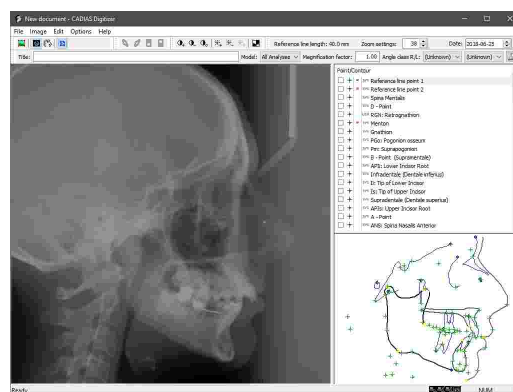 New-document - CADIAS Digitizer
File Image Edit Options Help
Reference line length: 40.0 mm Zoom settings: 38 Date: 2018-06-25
Title: Model: All Analyses Magnification factor: 1.00 Angle class R/L: (Unknown) (Unknown)
Point/Contour
Reference line point 1
Reference line point 2
Spina Mentalis
D - Point
RGN: Retrognathion
Menton
Gnathion
PGo: Pogonion osseum
Pm: Suprapogonion
B - Point (Supramentale)
API1: Lower Incisor Root
Infradentale (Dentale inferius)
Ii: Tip of Lower Incisor
Is: Tip of Upper Incisor
Supradentale (Dentale superius)
API1s: Upper Incisor Root
A - Point
ANS: Spina Nasalis Anterior
Ready
NUM